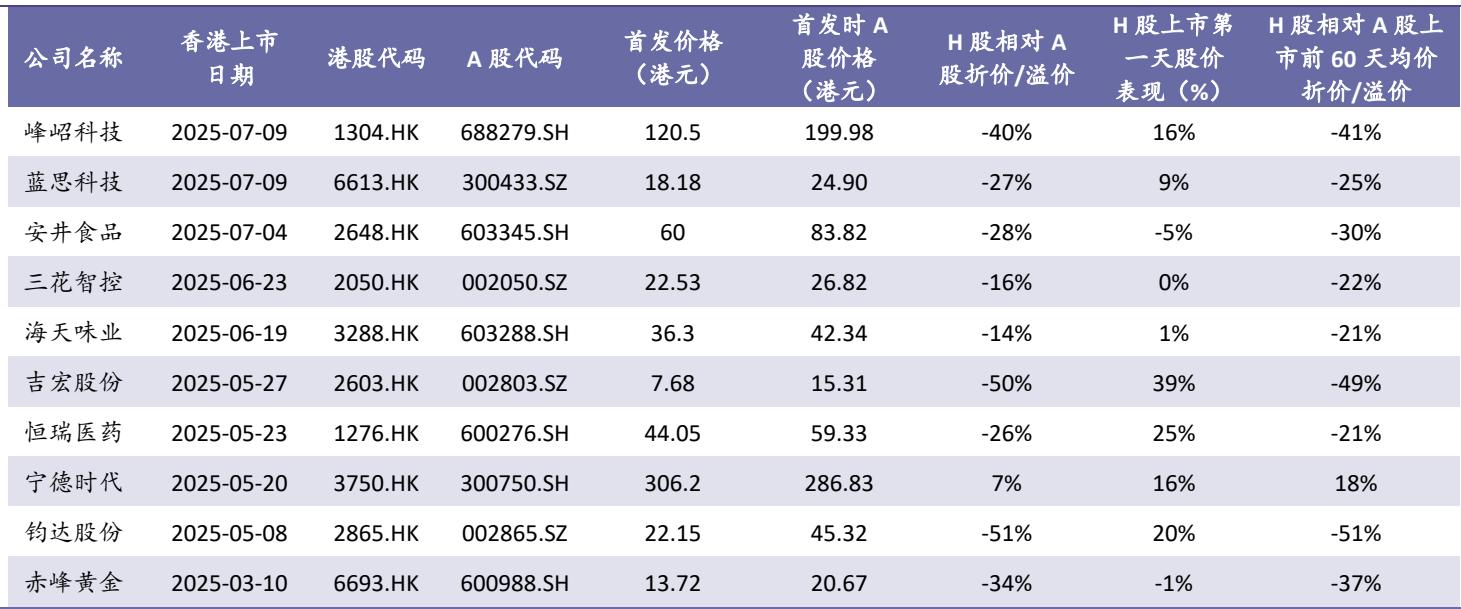 公司名称 香港上市日期 港股代码 A 股代码 首发价格（港元） 首发时 A 股价格（港元） H 股相对 A 股折价/溢价 H 股上市第一天股价表现（%） H 股相对 A 股上市前 60 天均价折价/溢价
峰岹科技 2025-07-09 1304.HK 688279.SH 120.5 199.98 -40% 16% -41%
蓝思科技 2025-07-09 6613.HK 300433.SZ 18.18 24.90 -27% 9% -25%
安井食品 2025-07-04 2648.HK 603345.SH 60 83.82 -28% -5% -30%
三花智控 2025-06-23 2050.HK 002050.SZ 22.53 26.82 -16% 0% -22%
海天味业 2025-06-19 3288.HK 603288.SH 36.3 42.34 -14% 1% -21%
吉宏股份 2025-05-27 2603.HK 002803.SZ 7.68 15.31 -50% 39% -49%
恒瑞医药 2025-05-23 1276.HK 600276.SH 44.05 59.33 -26% 25% -21%
宁德时代 2025-05-20 3750.HK 300750.SH 306.2 286.83 7% 16% 18%
钧达股份 2025-05-08 2865.HK 002865.SZ 22.15 45.32 -51% 20% -51%
赤峰黄金 2025-03-10 6693.HK 600988.SH 13.72 20.67 -34% -1% -37%